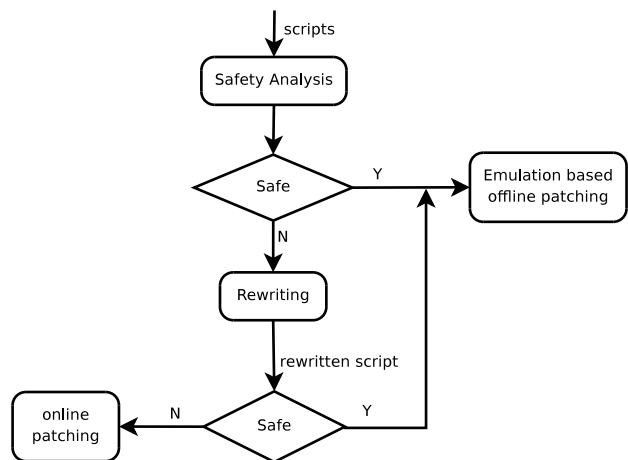 scripts
Safety Analysis
Safe
Y
Emulation based
offline patching
N
Rewriting
rewritten script
Safe
N
Y
online
patching